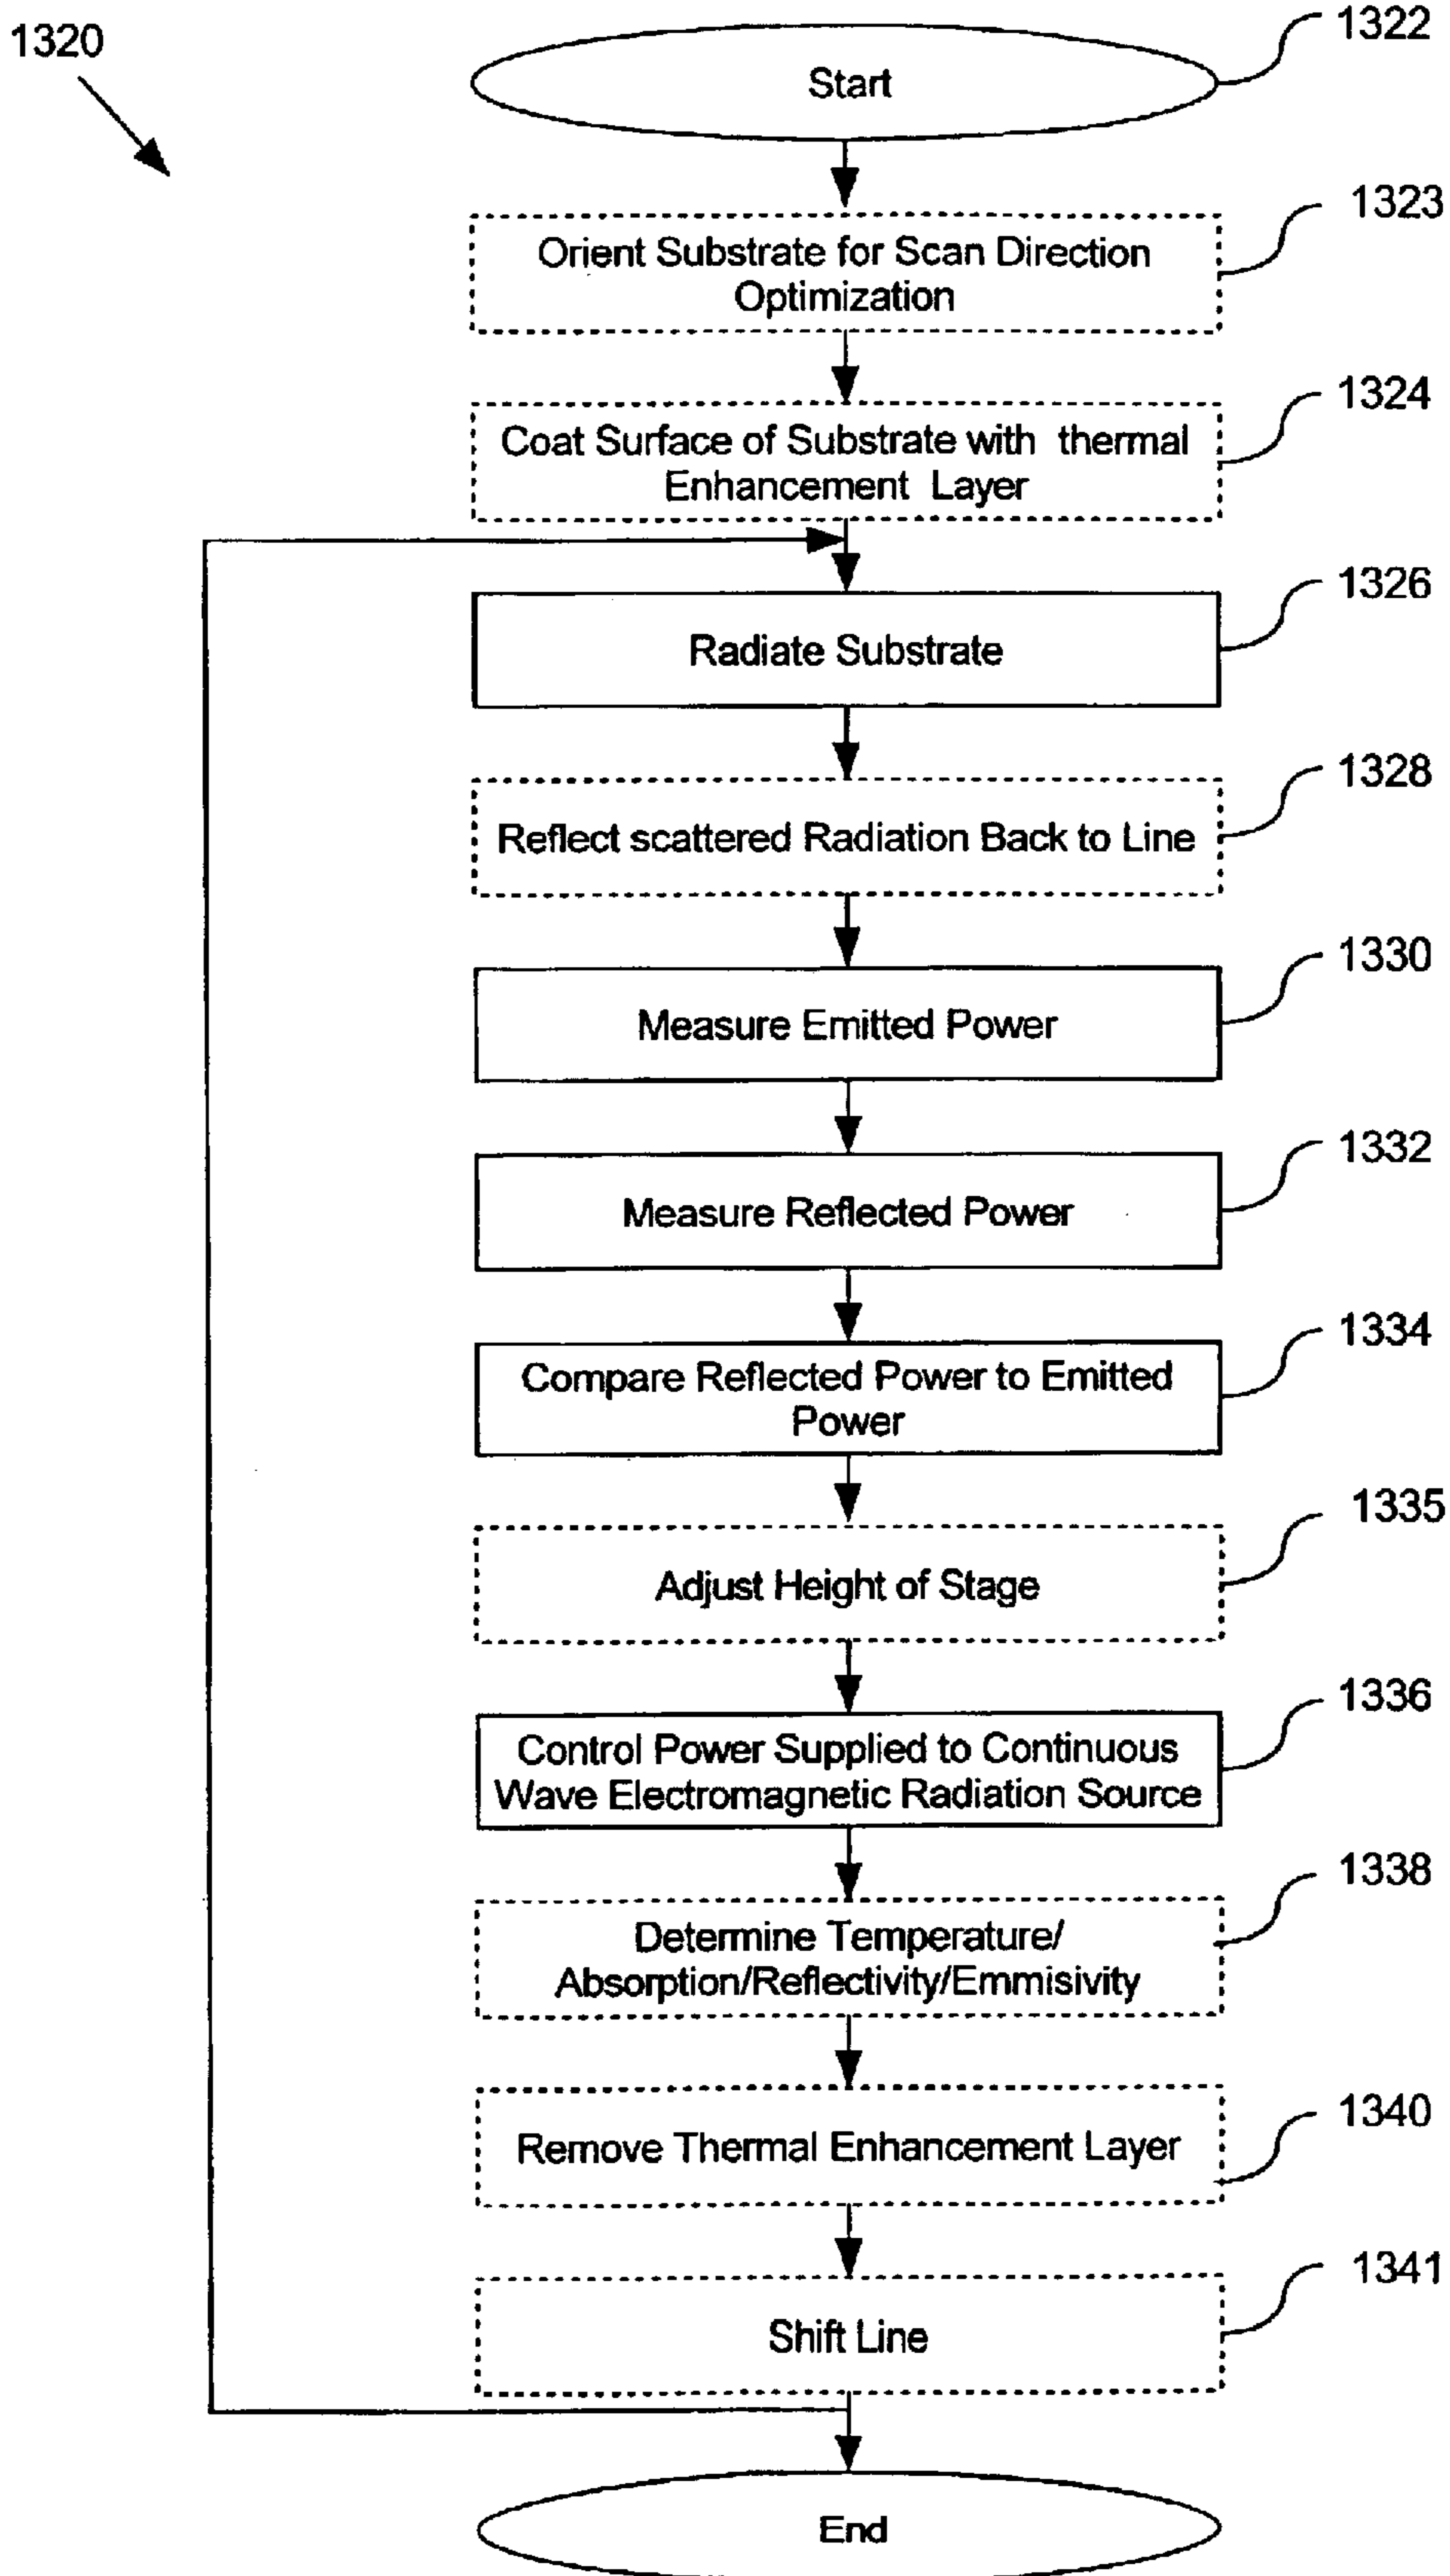 1320
1322
Start
1323
Orient Substrate for Scan Direction
Optimization
1324
Coat Surface of Substrate with thermal
Enhancement Layer
1326
Radiate Substrate
1328
Reflect scattered Radiation Back to Line
1330
Measure Emitted Power
1332
Measure Reflected Power
1334
Compare Reflected Power to Emitted
Power
1335
Adjust Height of Stage
1336
Control Power Supplied to Continuous
Wave Electromagnetic Radiation Source
1338
Determine Temperature/
Absorption/Reflectivity/Emmisivity
1340
Remove Thermal Enhancement Layer
1341
Shift Line
End